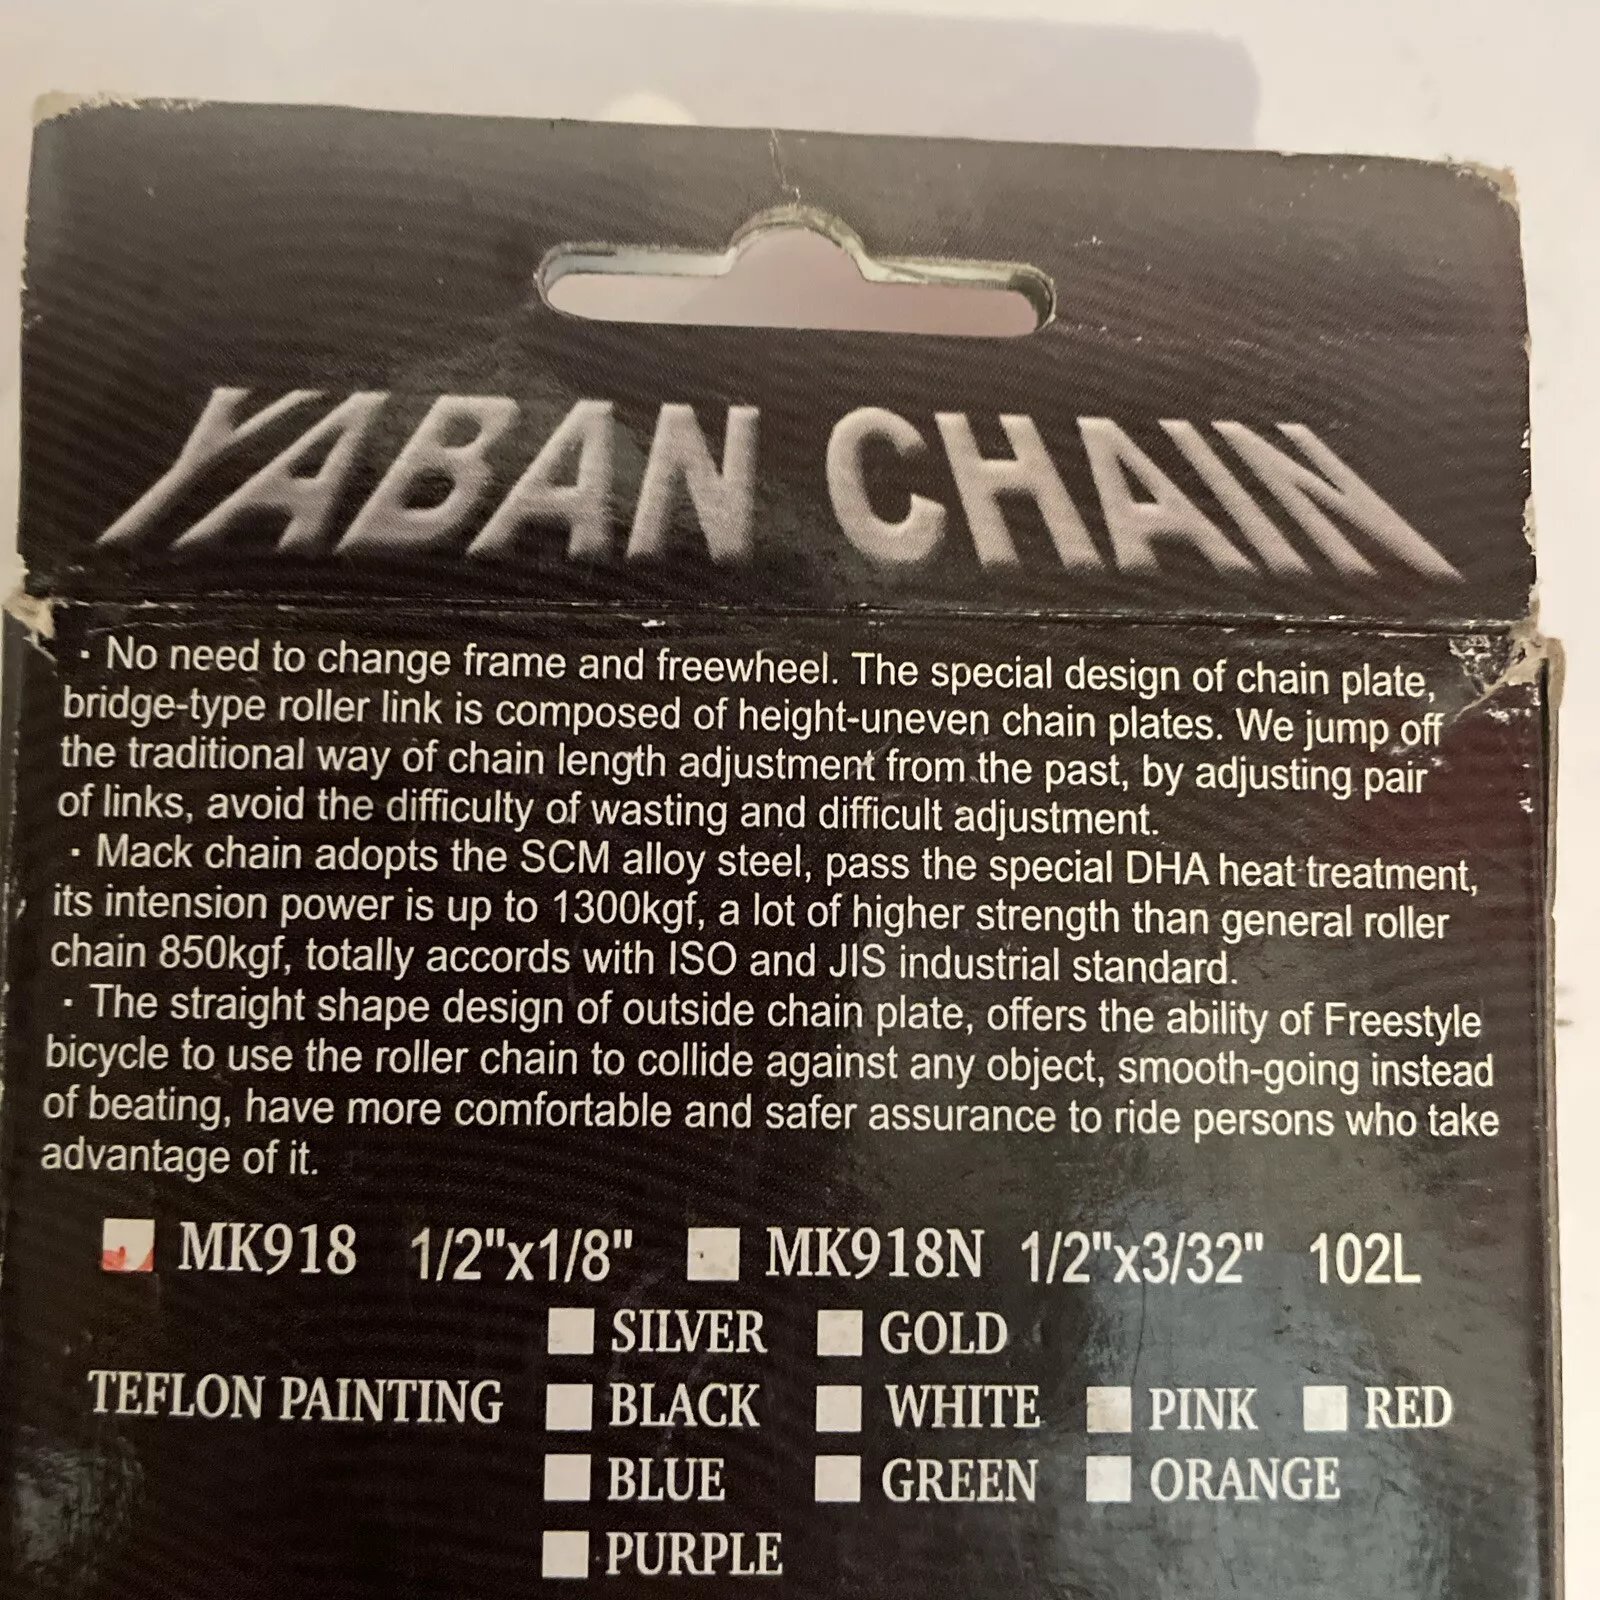 YABAN CHAIN
· No need to change frame and freewheel. The special design of chain plate,
bridge-type roller link is composed of height-uneven chain plates. We jump off
the traditional way of chain length adjustment from the past, by adjusting pair
of links, avoid the difficulty of wasting and difficult adjustment.
· Mack chain adopts the SCM alloy steel, pass the special DHA heat treatment,
its intension power is up to 1300kgf, a lot of higher strength than general roller
chain 850kgf, totally accords with ISO and JIS industrial standard.
· The straight shape design of outside chain plate, offers the ability of Freestyle
bicycle to use the roller chain to collide against any object, smooth-going instead
of beating, have more comfortable and safer assurance to ride persons who take
advantage of it.
MK918 1/2"x1/8" MK918N 1/2"x3/32" 102L
SILVER GOLD
TEFLON PAINTING BLACK WHITE PINK RED
BLUE GREEN ORANGE
PURPLE